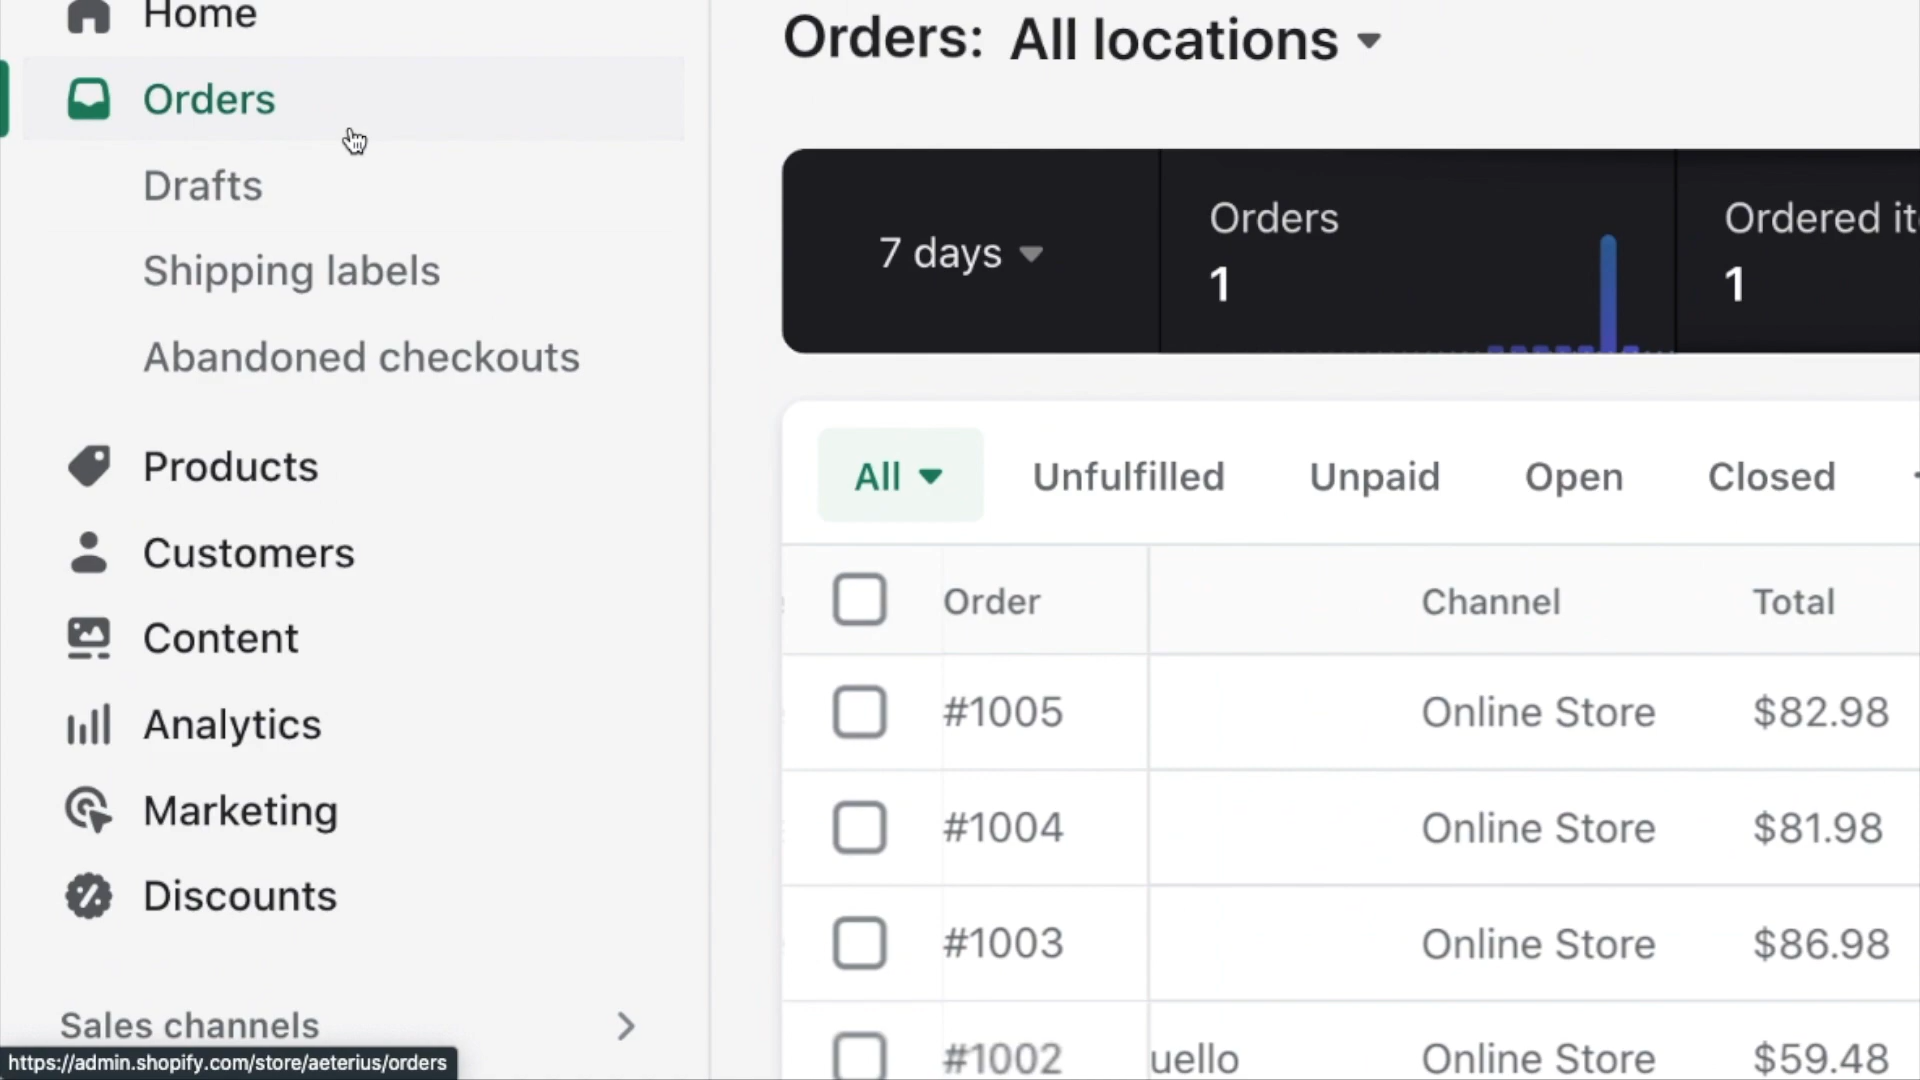 Home
Orders
Drafts
Shipping labels
Abandoned checkouts
Products
Customers
Content
Analytics
Marketing
Discounts
Sales channels
https://admin.shopify.com/store/aeterius/orders
Orders: All locations
7 days
Orders
1
Ordered ite
1
All Unfulfilled Unpaid Open Closed
Order Channel Total
#1005 Online Store $82.98
#1004 Online Store $81.98
#1003 Online Store $86.98
#1002 uello Online Store $59.48